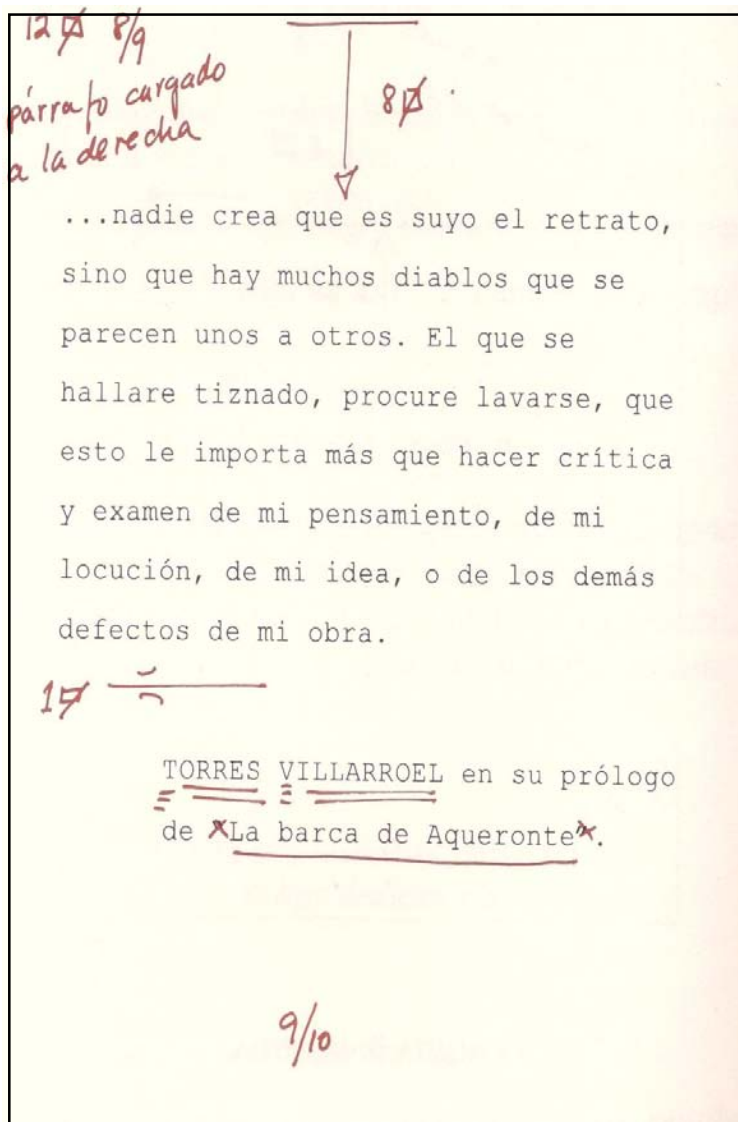 12 8/9
párrafo cargado
a la derecha
8
...nadie crea que es suyo el retrato,
sino que hay muchos diablos que se
parecen unos a otros. El que se
hallare tiznado, procure lavarse, que
esto le importa más que hacer crítica
y examen de mi pensamiento, de mi
locución, de mi idea, o de los demás
defectos de mi obra.
1
TORRES VILLARROEL en su prólogo
de "La barca de Aqueronte".
9/10